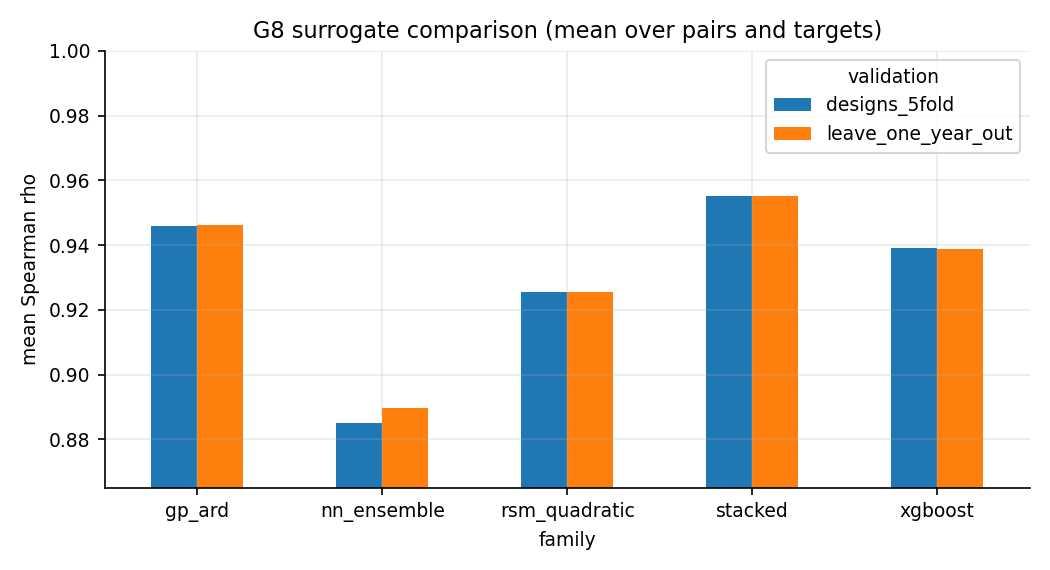 G8 surrogate comparison (mean over pairs and targets)
validation
designs_5fold
leave_one_year_out
mean Spearman rho
1.00
0.98
0.96
0.94
0.92
0.90
0.88
gp_ard
nn_ensemble
rsm_quadratic
stacked
xgboost
family